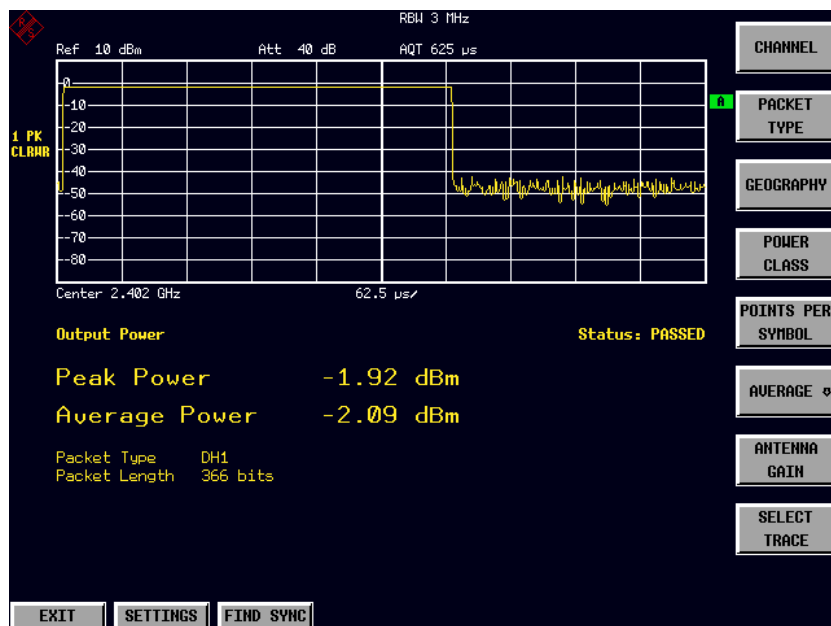 RBW 3 MHz
Ref 10 dBm Att 40 dB AQT 625 µs
0
-10
-20
-30
-40
-50
-60
-70
-80
1 PK
CLRWR
A
Center 2.402 GHz 62.5 µs/
Output Power Status: PASSED
Peak Power -1.92 dBm
Average Power -2.09 dBm
Packet Type DH1
Packet Length 366 bits
CHANNEL
PACKET
TYPE
GEOGRAPHY
POWER
CLASS
POINTS PER
SYMBOL
AVERAGE
ANTENNA
GAIN
SELECT
TRACE
EXIT SETTINGS FIND SYNC